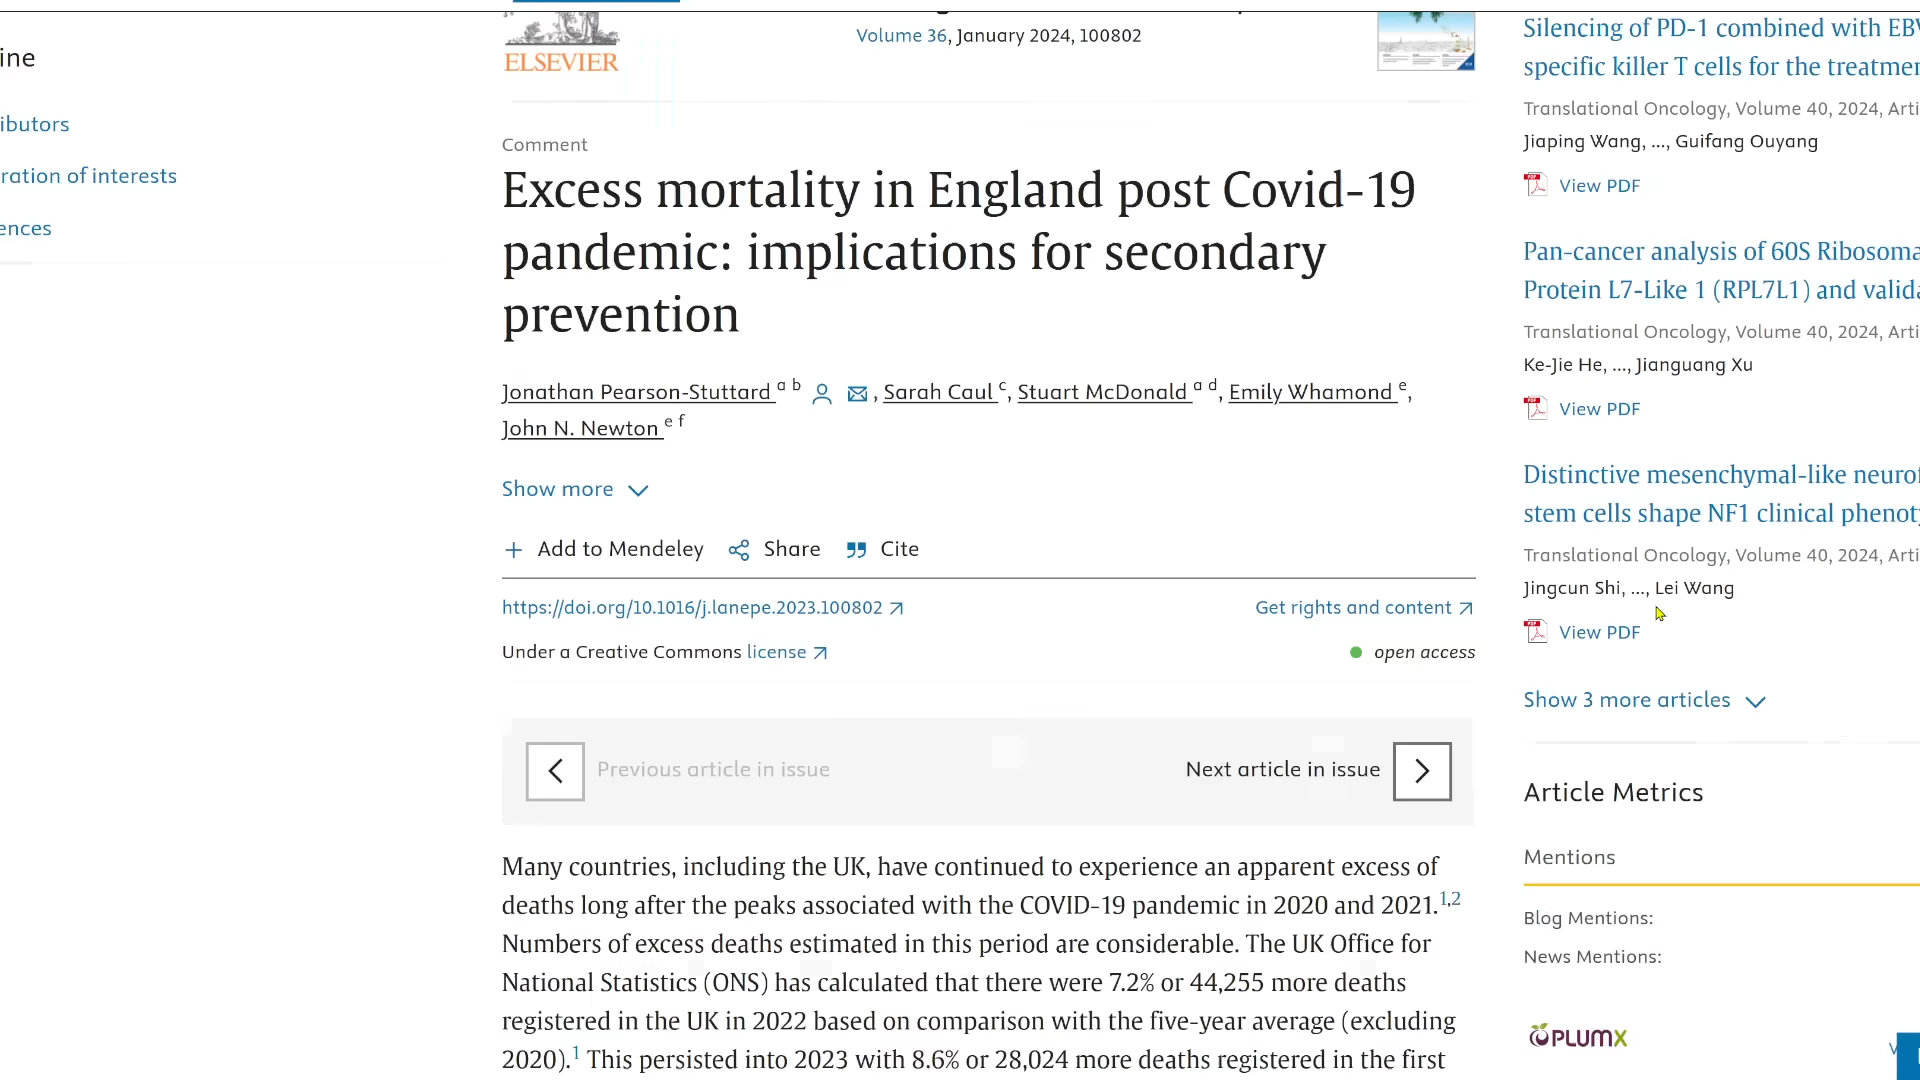 ine
ibutors
ration of interests
ences
ELSEVIER
Volume 36, January 2024, 100802
Comment
Excess mortality in England post Covid-19
pandemic: implications for secondary
prevention
Jonathan Pearson-Stuttard a b , Sarah Caul c, Stuart McDonald a d, Emily Whamond e,
John N. Newton e f
Show more
Add to Mendeley Share Cite
https://doi.org/10.1016/j.lanepe.2023.100802 Get rights and content
Under a Creative Commons license open access
Previous article in issue Next article in issue
Many countries, including the UK, have continued to experience an apparent excess of
deaths long after the peaks associated with the COVID-19 pandemic in 2020 and 2021.1,2
Numbers of excess deaths estimated in this period are considerable. The UK Office for
National Statistics (ONS) has calculated that there were 7.2% or 44,255 more deaths
registered in the UK in 2022 based on comparison with the five-year average (excluding
2020).1 This persisted into 2023 with 8.6% or 28,024 more deaths registered in the first
Silencing of PD-1 combined with EBV
specific killer T cells for the treatmen
Translational Oncology, Volume 40, 2024, Arti
Jiaping Wang, ..., Guifang Ouyang
View PDF
Pan-cancer analysis of 60S Ribosoma
Protein L7-Like 1 (RPL7L1) and valida
Translational Oncology, Volume 40, 2024, Arti
Ke-Jie He, ..., Jianguang Xu
View PDF
Distinctive mesenchymal-like neurof
stem cells shape NF1 clinical phenoty
Translational Oncology, Volume 40, 2024, Arti
Jingcun Shi, ..., Lei Wang
View PDF
Show 3 more articles
Article Metrics
Mentions
Blog Mentions:
News Mentions:
PLUMX